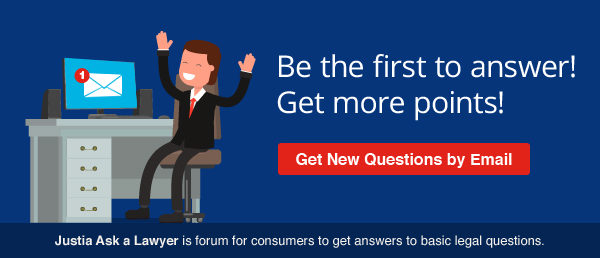 1
Be the first to answer!
Get more points!
Get New Questions by Email
Justia Ask a Lawyer is forum for consumers to get answers to basic legal questions.